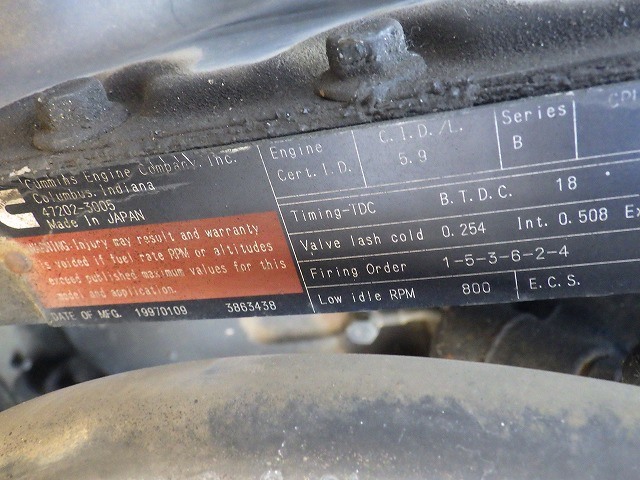 Cummins Engine Company, Inc.
Columbus, Indiana
47202-3005
Made In JAPAN
WARNING: Injury may result and warranty
is voided if fuel rate RPM or altitudes
exceed published maximum values for this
model and application.
DATE OF MFG. 19970108 3863438
Engine
Cert. I.D.
C.I.D./L.
5.9
Series
B
CPL
Timing-TDC B.T.D.C. 18 °
Valve lash cold 0.254 Int. 0.508 Ex
Firing Order 1-5-3-6-2-4
Low idle RPM 800 E.C.S.